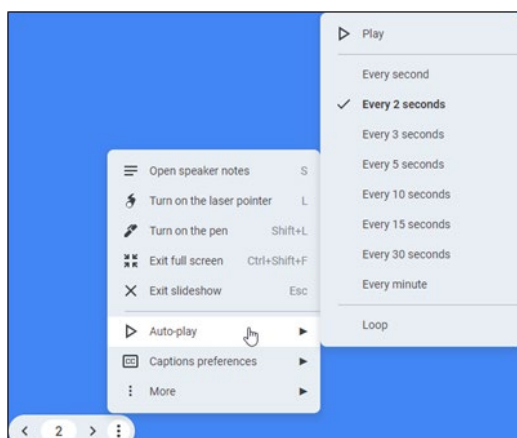 Play
Every second
Every 2 seconds
Every 3 seconds
Every 5 seconds
Every 10 seconds
Every 15 seconds
Every 30 seconds
Every minute
Loop
Open speaker notes S
Turn on the laser pointer L
Turn on the pen Shift+L
Exit full screen Ctrl+Shift+F
Exit slideshow Esc
Auto-play
CC Captions preferences
More
2